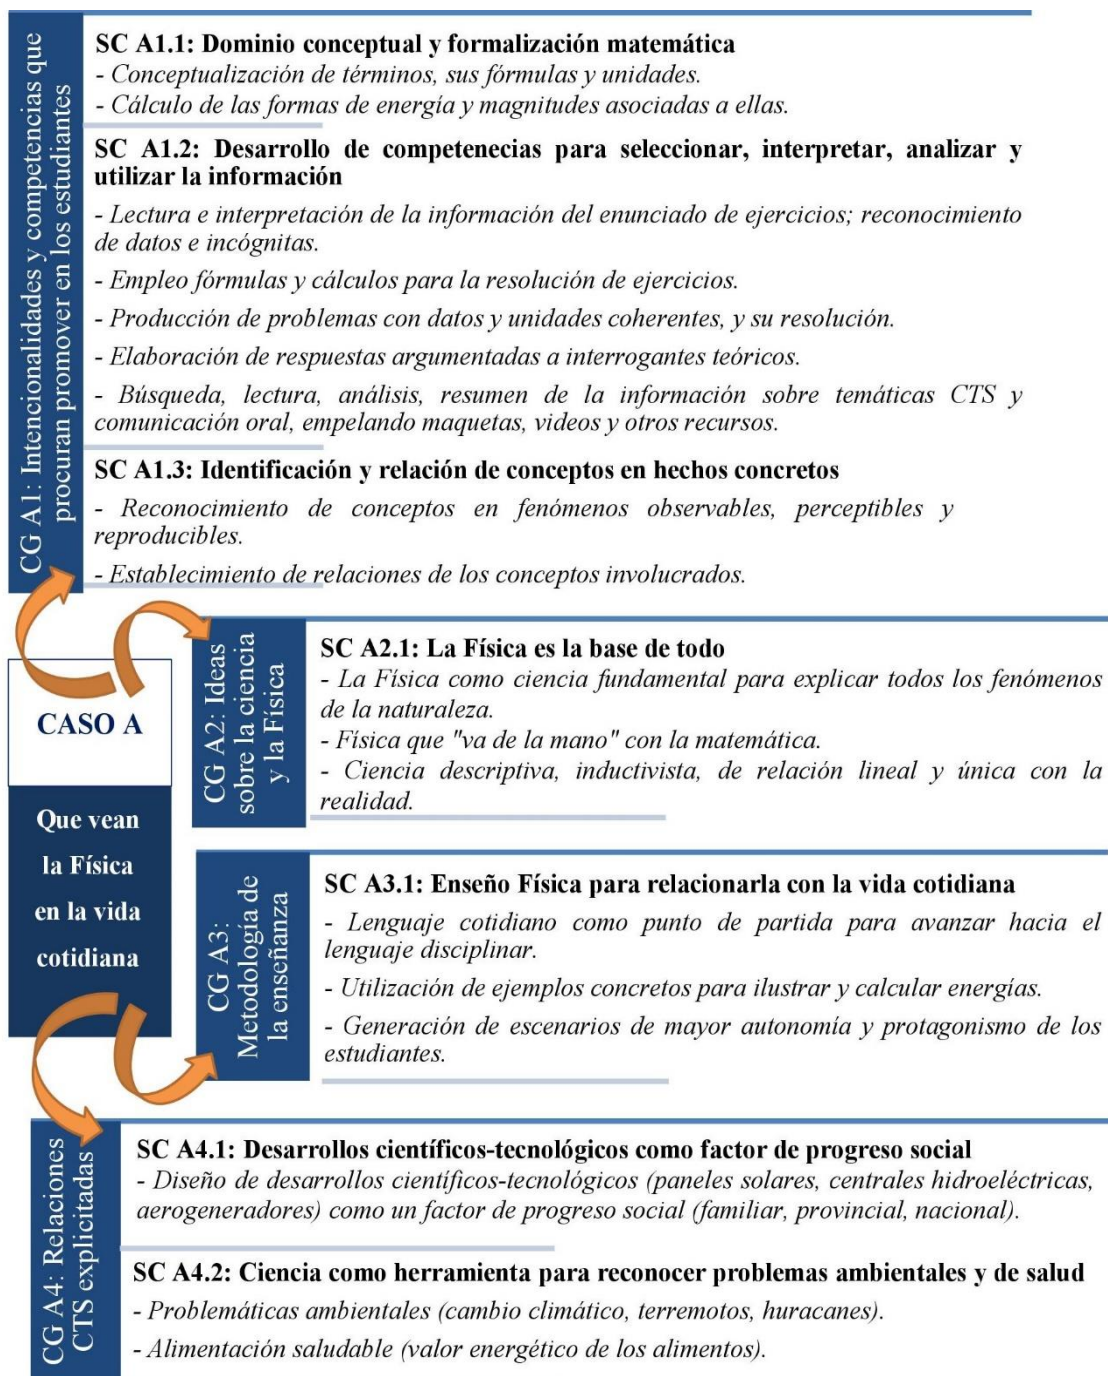 CG A1: Intencionalidades y competencias que
procuran promover en los estudiantes
SC A1.1: Dominio conceptual y formalización matemática
- Conceptualización de términos, sus fórmulas y unidades.
- Cálculo de las formas de energía y magnitudes asociadas a ellas.
SC A1.2: Desarrollo de competenecias para seleccionar, interpretar, analizar y
utilizar la información
- Lectura e interpretación de la información del enunciado de ejercicios; reconocimiento
de datos e incógnitas.
- Empleo fórmulas y cálculos para la resolución de ejercicios.
- Producción de problemas con datos y unidades coherentes, y su resolución.
- Elaboración de respuestas argumentadas a interrogantes teóricos.
- Búsqueda, lectura, análisis, resumen de la información sobre temáticas CTS y
comunicación oral, empelando maquetas, videos y otros recursos.
SC A1.3: Identificación y relación de conceptos en hechos concretos
- Reconocimiento de conceptos en fenómenos observables, perceptibles y
reproducibles.
- Establecimiento de relaciones de los conceptos involucrados.
CASO A
Que vean
la Física
en la vida
cotidiana
CG A2: Ideas
sobre la ciencia
y la Física
SC A2.1: La Física es la base de todo
- La Física como ciencia fundamental para explicar todos los fenómenos
de la naturaleza.
- Física que "va de la mano" con la matemática.
- Ciencia descriptiva, inductivista, de relación lineal y única con la
realidad.
CG A3:
Metodología de
la enseñanza
SC A3.1: Enseño Física para relacionarla con la vida cotidiana
- Lenguaje cotidiano como punto de partida para avanzar hacia el
lenguaje disciplinar.
- Utilización de ejemplos concretos para ilustrar y calcular energías.
- Generación de escenarios de mayor autonomía y protagonismo de los
estudiantes.
CG A4: Relaciones
CTS explicitadas
SC A4.1: Desarrollos científicos-tecnológicos como factor de progreso social
- Diseño de desarrollos científicos-tecnológicos (paneles solares, centrales hidroeléctricas,
aerogeneradores) como un factor de progreso social (familiar, provincial, nacional).
SC A4.2: Ciencia como herramienta para reconocer problemas ambientales y de salud
- Problemáticas ambientales (cambio climático, terremotos, huracanes).
- Alimentación saludable (valor energético de los alimentos).